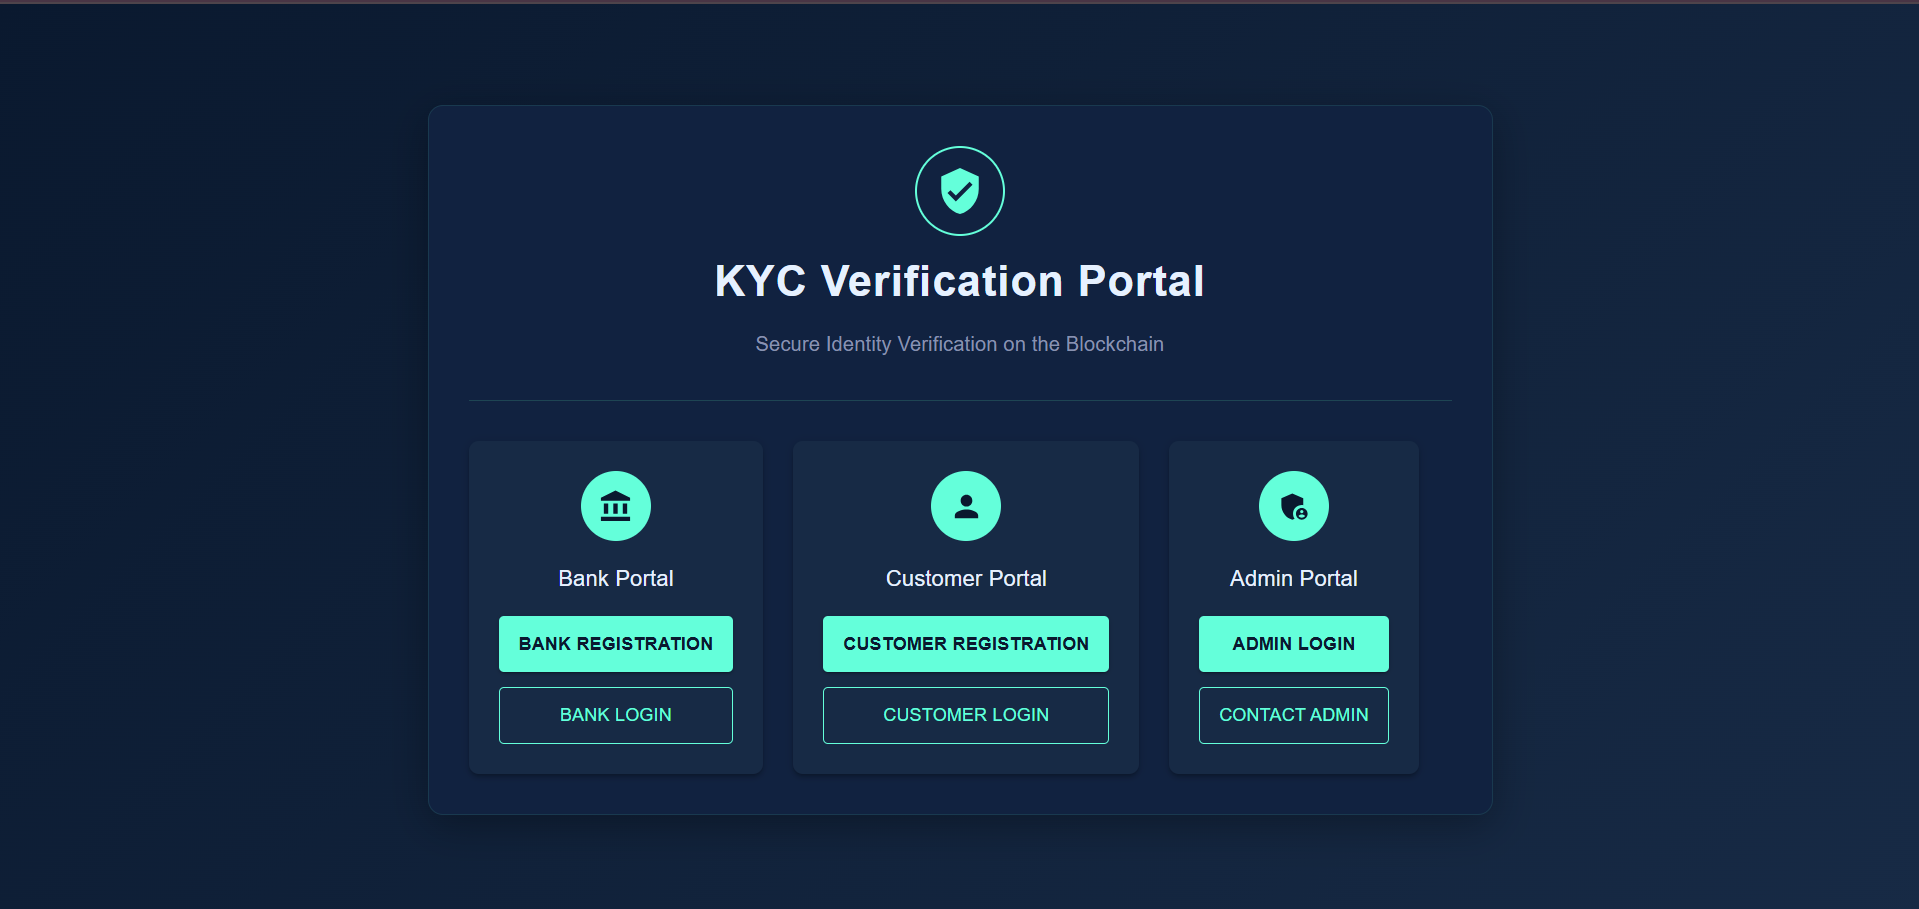 KYC Verification Portal
Secure Identity Verification on the Blockchain
Bank Portal
BANK REGISTRATION
BANK LOGIN
Customer Portal
CUSTOMER REGISTRATION
CUSTOMER LOGIN
Admin Portal
ADMIN LOGIN
CONTACT ADMIN